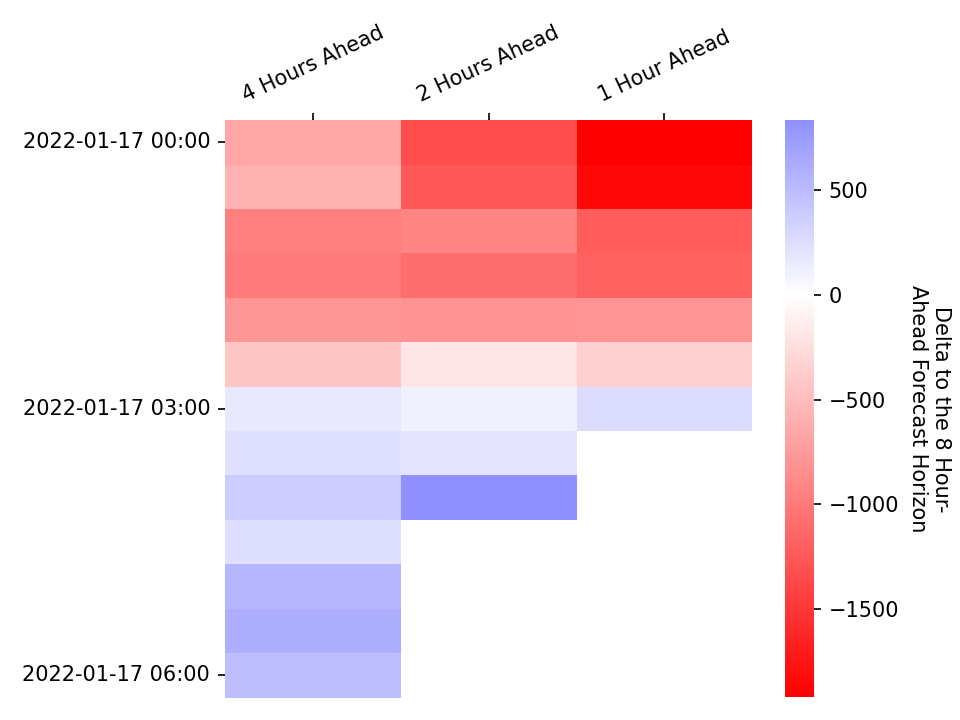 4 Hours Ahead
2 Hours Ahead
1 Hour Ahead
2022-01-17 00:00
2022-01-17 03:00
2022-01-17 06:00
500
0
−500
−1000
−1500
Delta to the 8 Hour-
Ahead Forecast Horizon